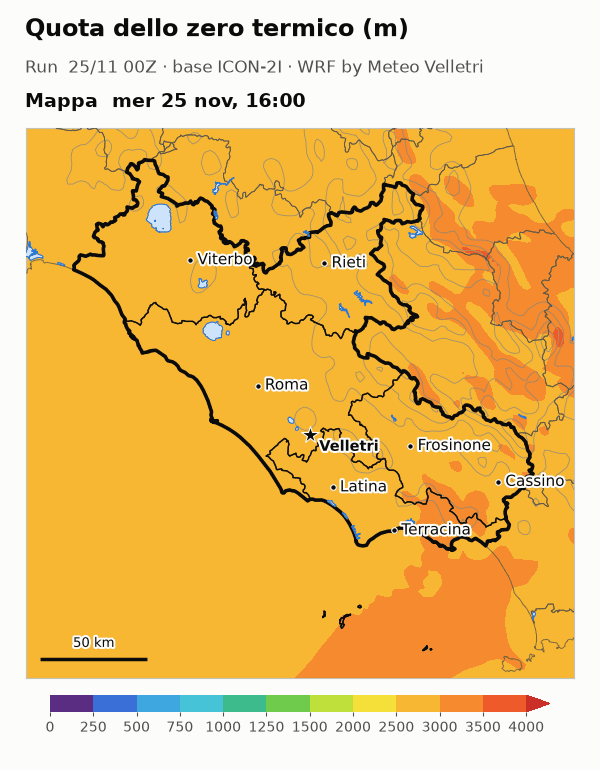 Quota dello zero termico (m)
Run  25/11 00Z · base ICON-2I · WRF by Meteo Velletri
Mappa  mer 25 nov, 16:00
Viterbo
Rieti
Roma
Velletri
Frosinone
Cassino
Latina
Terracina
50 km
0 250 500 750 1000 1250 1500 2000 2500 3000 3500 4000